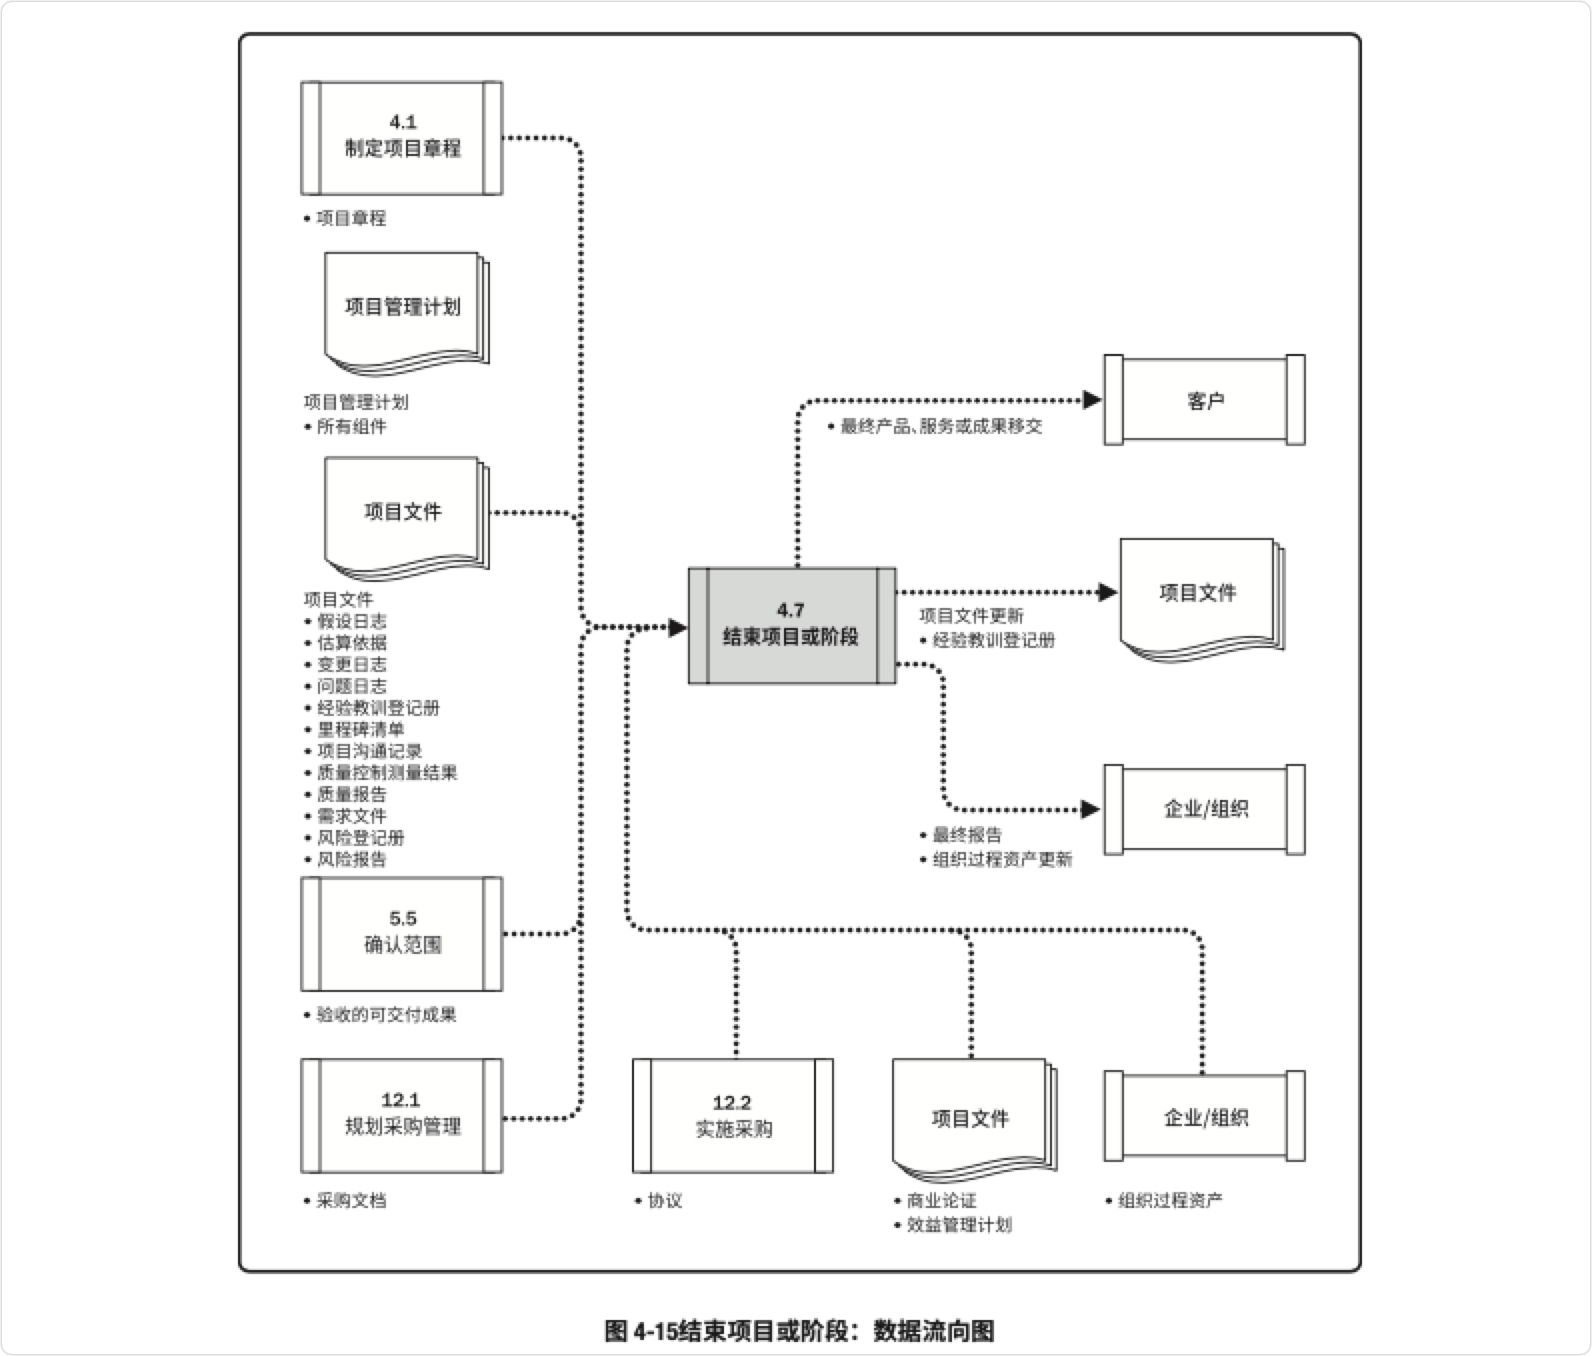 4.1
制定项目章程
• 项目章程
项目管理计划
项目管理计划
• 所有组件
项目文件
项目文件
• 假设日志
• 估算依据
• 变更日志
• 问题日志
• 经验教训登记册
• 里程碑清单
• 项目沟通记录
• 质量控制测量结果
• 质量报告
• 需求文件
• 风险登记册
• 风险报告
5.5
确认范围
• 验收的可交付成果
12.1
规划采购管理
• 采购文档
4.7
结束项目或阶段
• 最终产品、服务或成果移交
客户
项目文件更新
• 经验教训登记册
项目文件
• 最终报告
• 组织过程资产更新
企业/组织
12.2
实施采购
• 协议
项目文件
• 商业论证
• 效益管理计划
企业/组织
• 组织过程资产
图 4-15结束项目或阶段：数据流向图